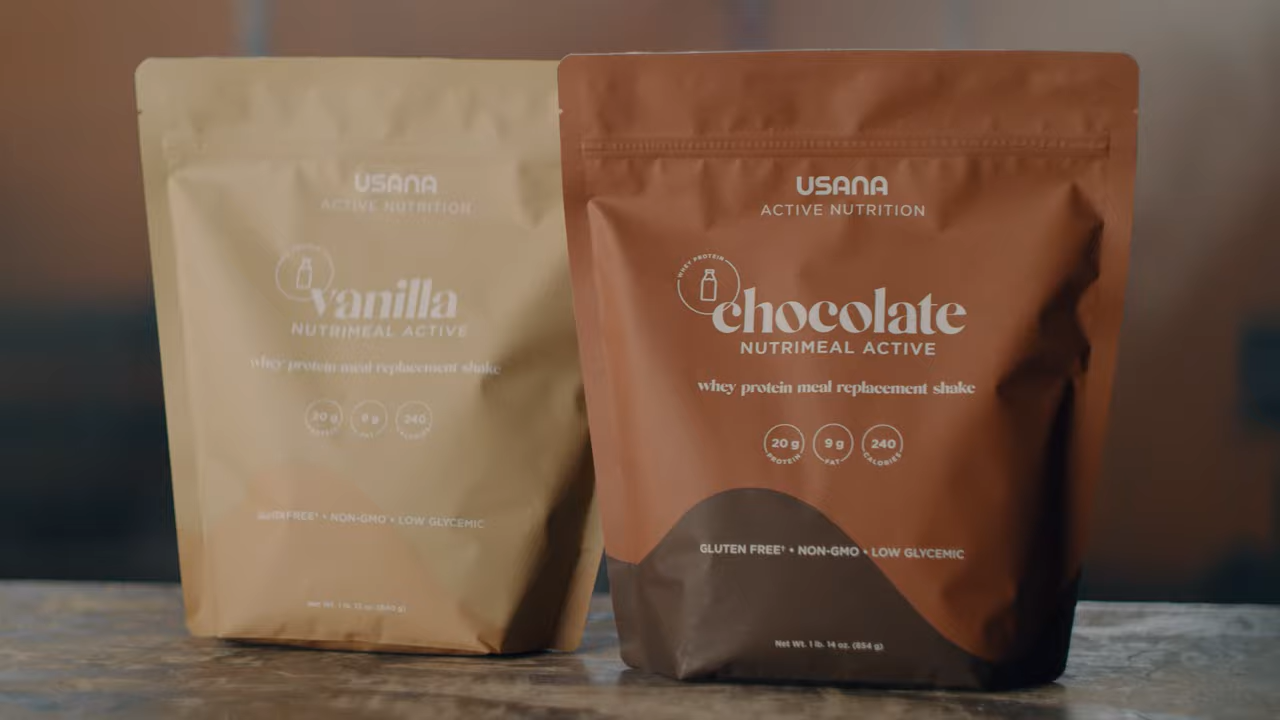 USANA
ACTIVE NUTRITION
vanilla
NUTRIMEAL ACTIVE
whey protein meal replacement shake
20 g
9 g
240
FREE† • NON-GMO • LOW GLYCEMIC
USANA
ACTIVE NUTRITION
WHEY PROTEIN
chocolate
NUTRIMEAL ACTIVE
whey protein meal replacement shake
20 g PROTEIN
9 g FAT
240 CALORIES
GLUTEN FREE† • NON-GMO • LOW GLYCEMIC
Net Wt. 1 lb. 14 oz. (854 g)